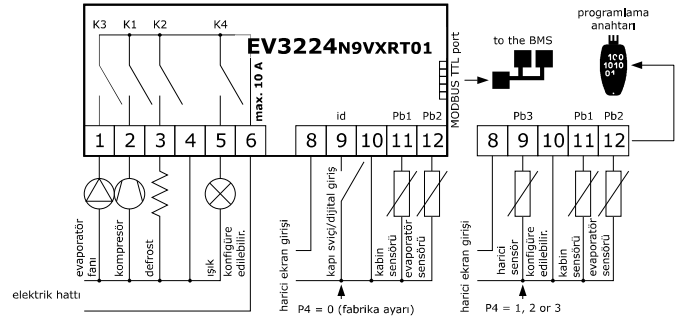 K3 K1 K2 K4
EV3224N9VXRT01
max. 10 A
MODBUS TTL port
to the BMS
programlama
anahtarı
100
1010
01
id Pb1 Pb2
Pb3 Pb1 Pb2
1 2 3 4 5 6
8 9 10 11 12
8 9 10 11 12
evaporatör
fanı
kompresör
defrost
ışık
konfigüre
edilebilir.
harici ekran girişi
kapı sviçi/dijital giriş
kabin
sensörü
evaporatör
sensörü
harici ekran girişi
harici
sensör
konfigüre
edilebilir.
kabin
sensörü
evaporatör
sensörü
elektrik hattı
P4 = 0 (fabrika ayarı)
P4 = 1, 2 or 3